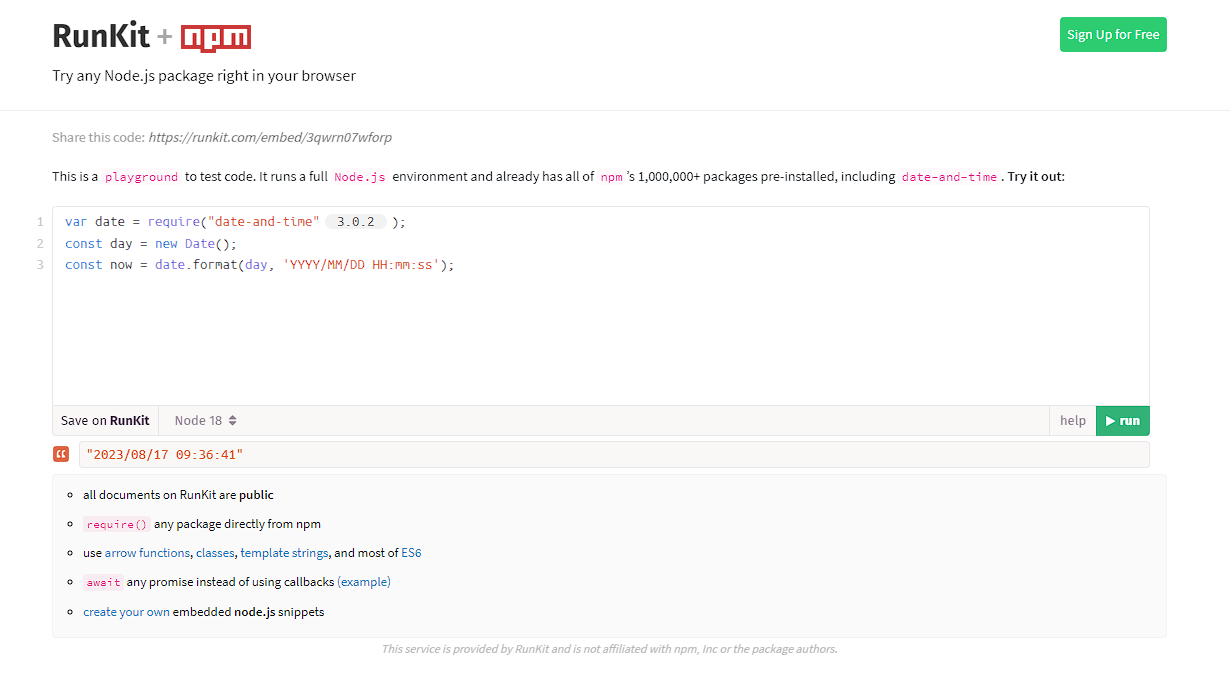 RunKit + npm
Sign Up for Free
Try any Node.js package right in your browser
Share this code: https://runkit.com/embed/3qwrn07wforp
This is a playground to test code. It runs a full Node.js environment and already has all of npm's 1,000,000+ packages pre-installed, including date-and-time. Try it out:
1 var date = require("date-and-time" 3.0.2 );
2 const day = new Date();
3 const now = date.format(day, 'YYYY/MM/DD HH:mm:ss');
Save on RunKit Node 18 help run
"2023/08/17 09:36:41"
all documents on RunKit are public
require() any package directly from npm
use arrow functions, classes, template strings, and most of ES6
await any promise instead of using callbacks (example)
create your own embedded node.js snippets
This service is provided by RunKit and is not affiliated with npm, Inc or the package authors.